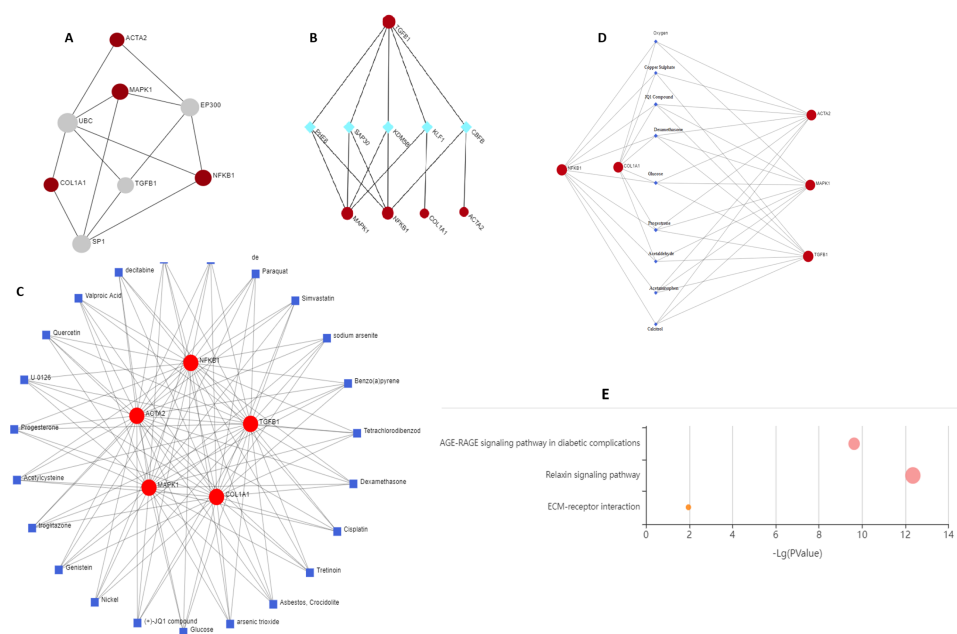 A
ACTA2
MAPK1
EP300
UBC
COL1A1
TGFB1
NFKB1
SP1
B
TGFB1
SAP30
KDM5B
KLF1
CBFB
MAPK1
NFKB1
COL1A1
ACTA2
C
de
decitabine
Paraquat
Valproic Acid
Simvastatin
Quercetin
sodium arsenite
NFKB1
U 0126
Benzo(a)pyrene
ACTA2
TGFB1
Progesterone
Tetrachlorodibenzod
Acetylcysteine
MAPK1
COL1A1
Dexamethasone
troglitazone
Cisplatin
Genistein
Tretinoin
Nickel
Asbestos, Crocidolite
(+)-JQ1 compound
arsenic trioxide
Glucose
D
Oxygen
Copper Sulphate
JQ1 Compound
ACTA2
Dexamethasone
NFKB1
COL1A1
Glucose
MAPK1
Progesterone
TGFB1
Acetaldehyde
Acetaminophen
Calcitriol
E
AGE-RAGE signaling pathway in diabetic complications
Relaxin signaling pathway
ECM-receptor interaction
0 2 4 6 8 10 12 14
-Lg(PValue)